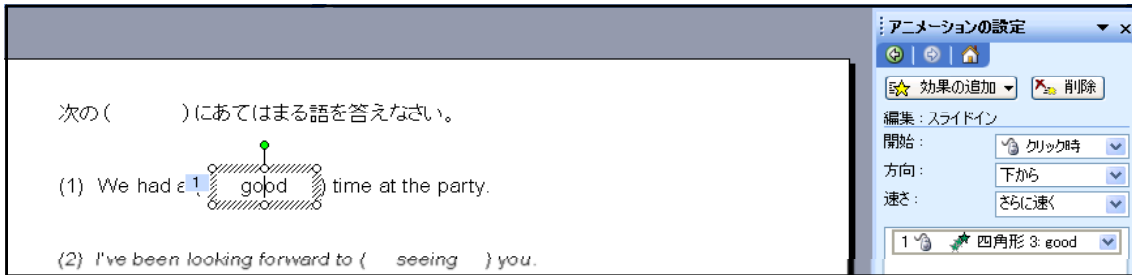 次の (　　　) にあてはまる語を答えなさい。
(1) We had a ( good ) time at the party.
1
(2) I've been looking forward to ( seeing ) you.
アニメーションの設定
効果の追加 削除
編集：スライドイン
開始： クリック時
方向： 下から
速さ： さらに速く
1 四角形 3: good